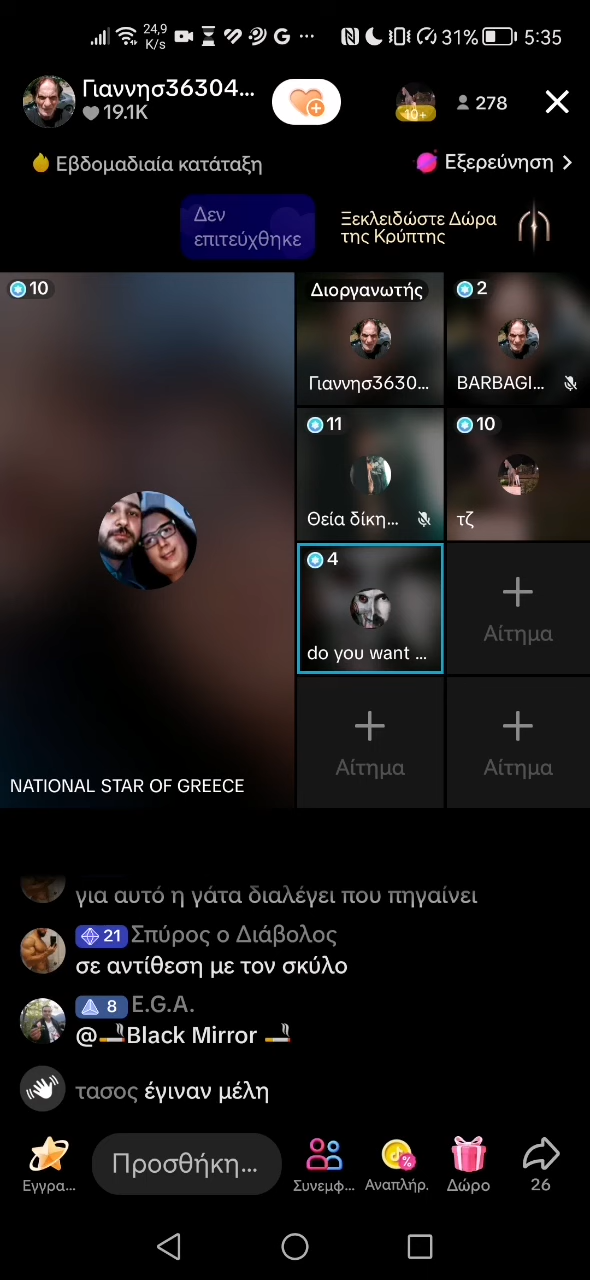 24,9
K/s
G
31%
5:35
Γιαννησ36304...
19.1K
10+
278
Εβδομαδιαία κατάταξη
Εξερεύνηση
Δεν
επιτεύχθηκε
Ξεκλειδώστε Δώρα
της Κρύπτης
10
Διοργανωτής
2
Γιαννησ3630...
BARBAGI...
11
10
Θεία δίκη...
τζ
4
do you want ...
Αίτημα
Αίτημα
Αίτημα
NATIONAL STAR OF GREECE
για αυτό η γάτα διαλέγει που πηγαίνει
21 Σπύρος ο Διάβολος
σε αντίθεση με τον σκύλο
8 E.G.A.
@🚬Black Mirror 🚬
τασος έγιναν μέλη
Προσθήκη...
Εγγρα...
Συνεμφ...
Αναπλήρ.
Δώρο
26